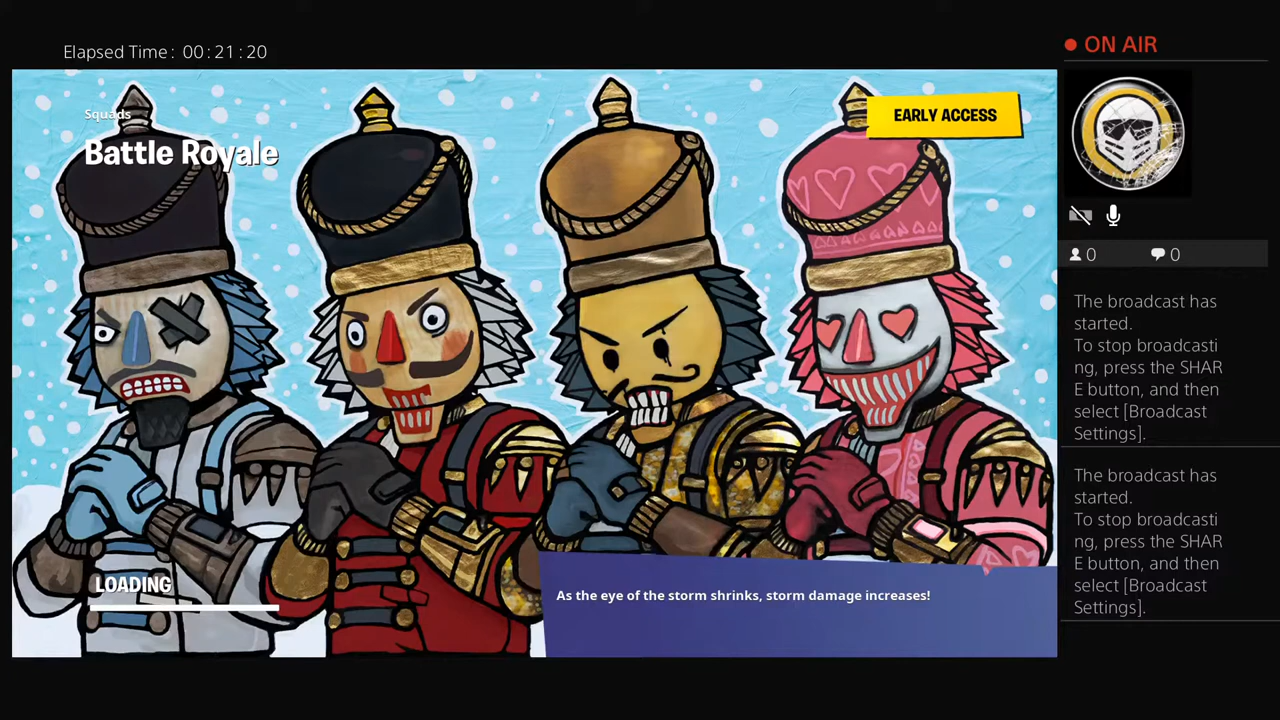 Elapsed Time: 00:21:20
ON AIR
Squads
Battle Royale
EARLY ACCESS
0 0
The broadcast has
started.
To stop broadcasti
ng, press the SHAR
E button, and then
select [Broadcast
Settings].
The broadcast has
started.
To stop broadcasti
ng, press the SHAR
E button, and then
select [Broadcast
Settings].
LOADING
As the eye of the storm shrinks, storm damage increases!